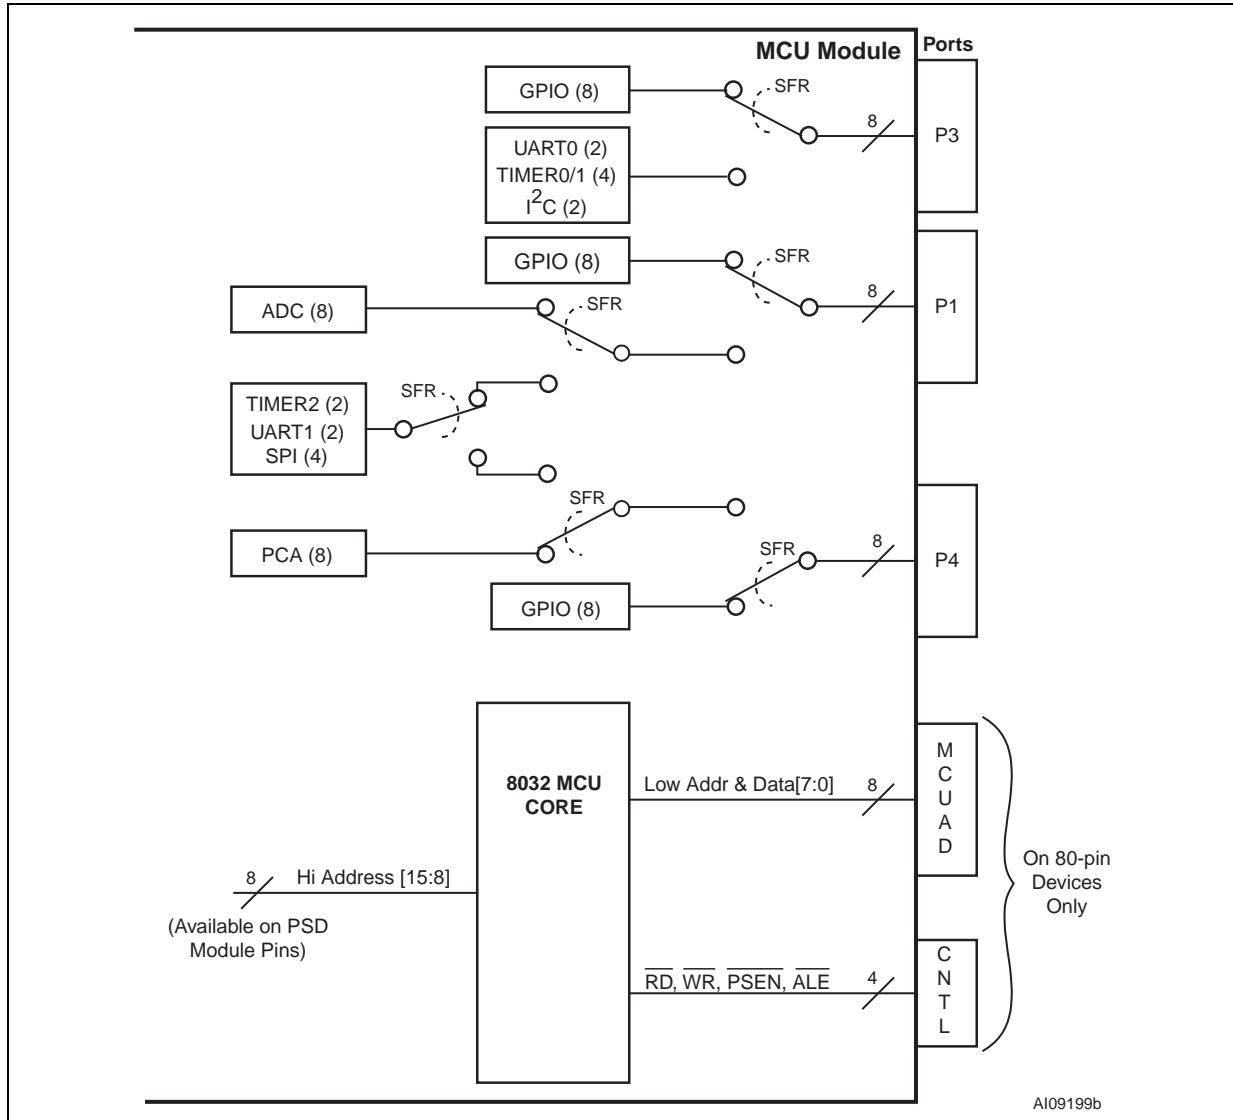 MCU Module
Ports
GPIO (8)
SFR
8
P3
UART0 (2)
TIMER0/1 (4)
I2C (2)
GPIO (8)
SFR
8
P1
ADC (8)
SFR
TIMER2 (2)
UART1 (2)
SPI (4)
SFR
SFR
PCA (8)
SFR
8
P4
GPIO (8)
8032 MCU
CORE
Low Addr & Data[7:0]
8
M
C
U
A
D
8
Hi Address [15:8]
(Available on PSD
Module Pins)
On 80-pin
Devices
Only
RD, WR, PSEN, ALE
4
C
N
T
L
AI09199b